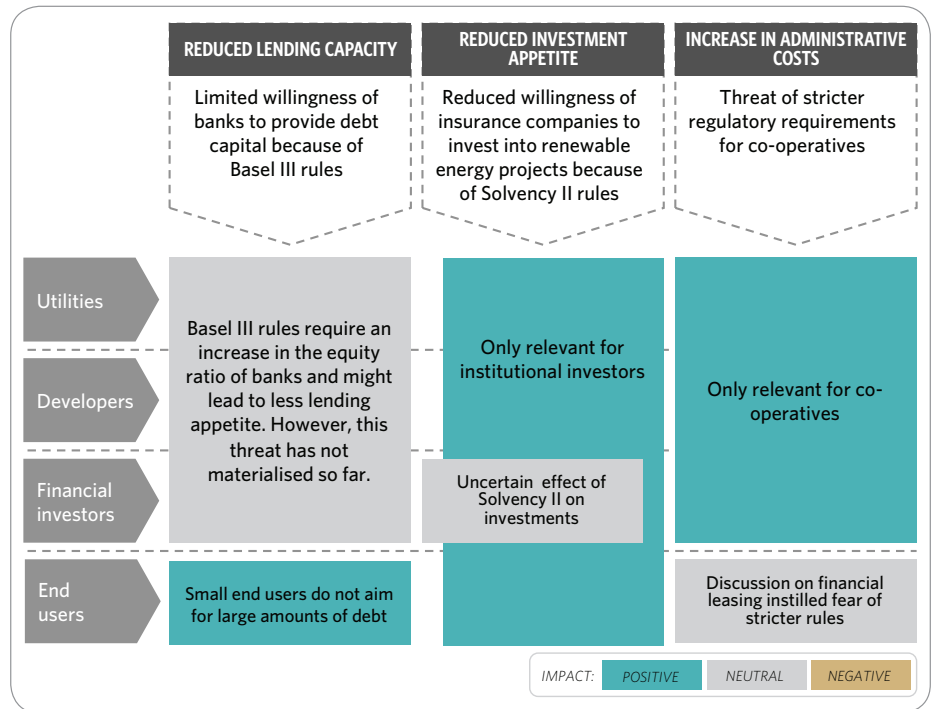 REDUCED LENDING CAPACITY
Limited willingness of
banks to provide debt
capital because of
Basel III rules
REDUCED INVESTMENT
APPETITE
Reduced willingness of
insurance companies to
invest into renewable
energy projects because
of Solvency II rules
INCREASE IN ADMINISTRATIVE
COSTS
Threat of stricter
regulatory requirements
for co-operatives
Utilities
Developers
Financial
investors
Basel III rules require an
increase in the equity
ratio of banks and might
lead to less lending
appetite. However, this
threat has not
materialised so far.
Only relevant for
institutional investors
Uncertain effect of
Solvency II on
investments
Only relevant for co-
operatives
End
users
Small end users do not aim
for large amounts of debt
Discussion on financial
leasing instilled fear of
stricter rules
IMPACT: POSITIVE NEUTRAL NEGATIVE